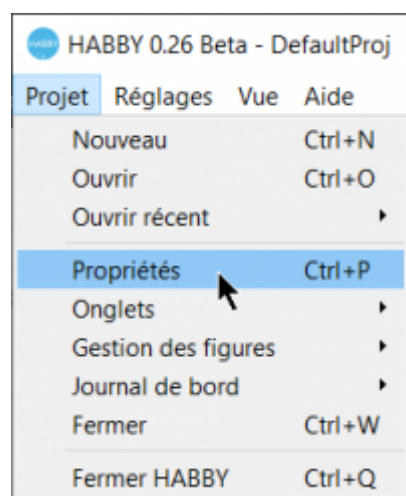 HABBY HABBY 0.26 Beta - DefaultProj
Projet Réglages Vue Aide
Nouveau Ctrl+N
Ouvrir Ctrl+O
Ouvrir récent
Propriétés Ctrl+P
Onglets
Gestion des figures
Journal de bord
Fermer Ctrl+W
Fermer HABBY Ctrl+Q